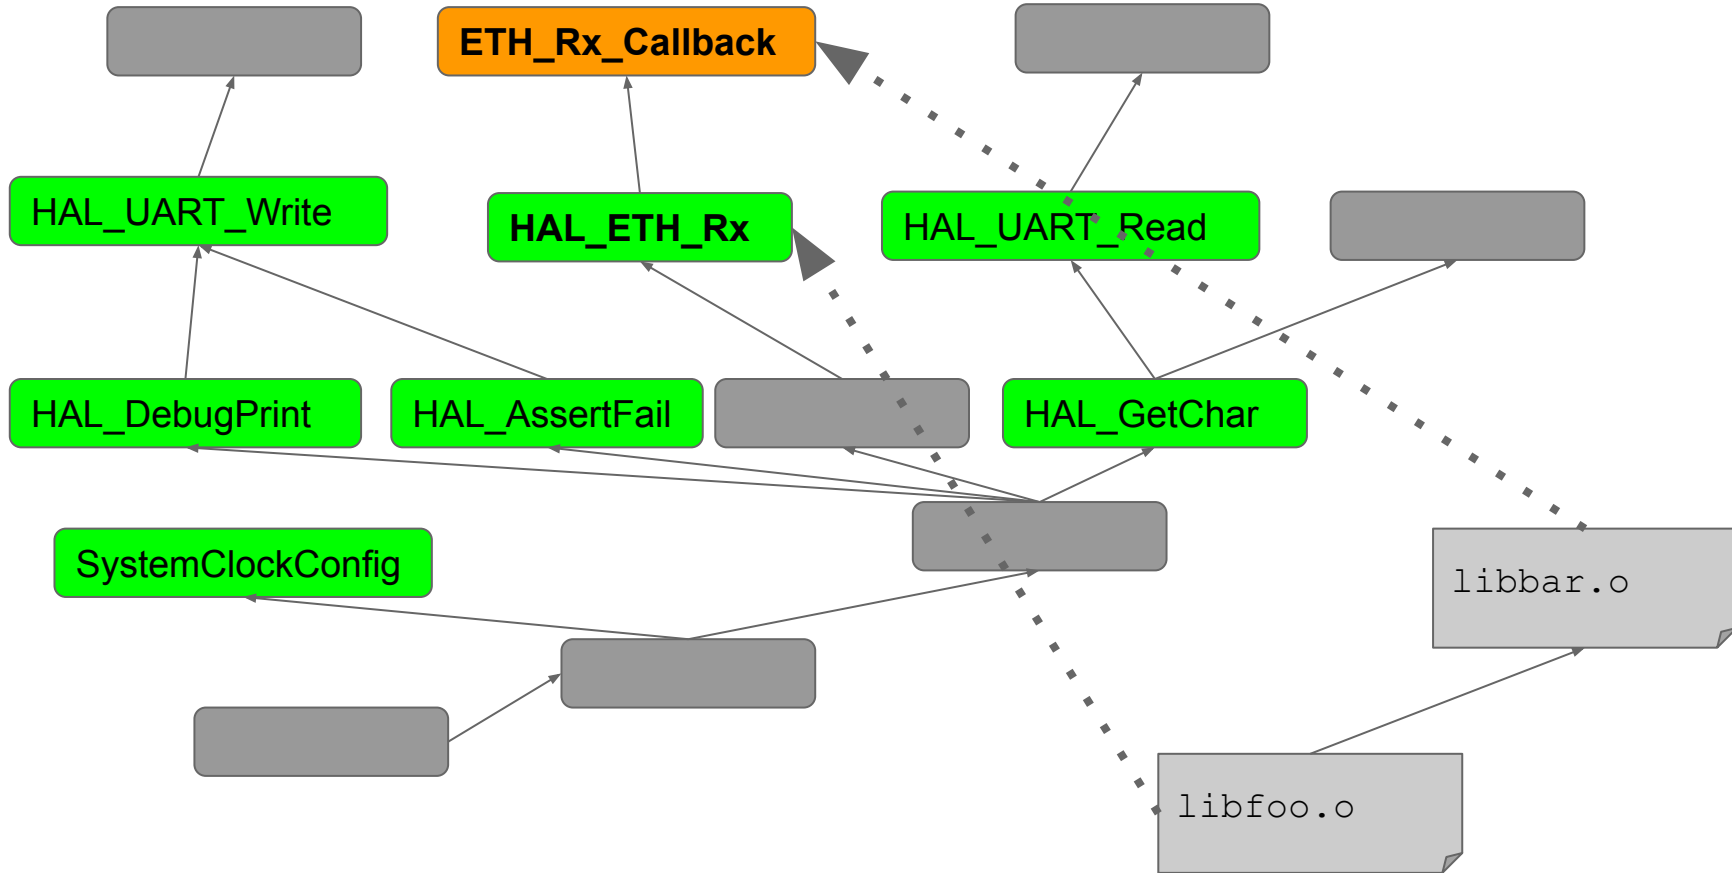 ETH_Rx_Callback
HAL_UART_Write
HAL_ETH_Rx
HAL_UART_Read
HAL_DebugPrint
HAL_AssertFail
HAL_GetChar
SystemClockConfig
libbar.o
libfoo.o